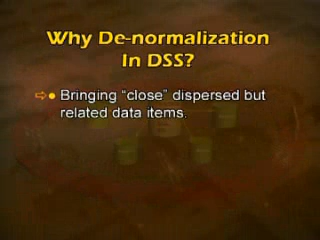 Why De-normalization
In DSS?
➩● Bringing “close” dispersed but
related data items.